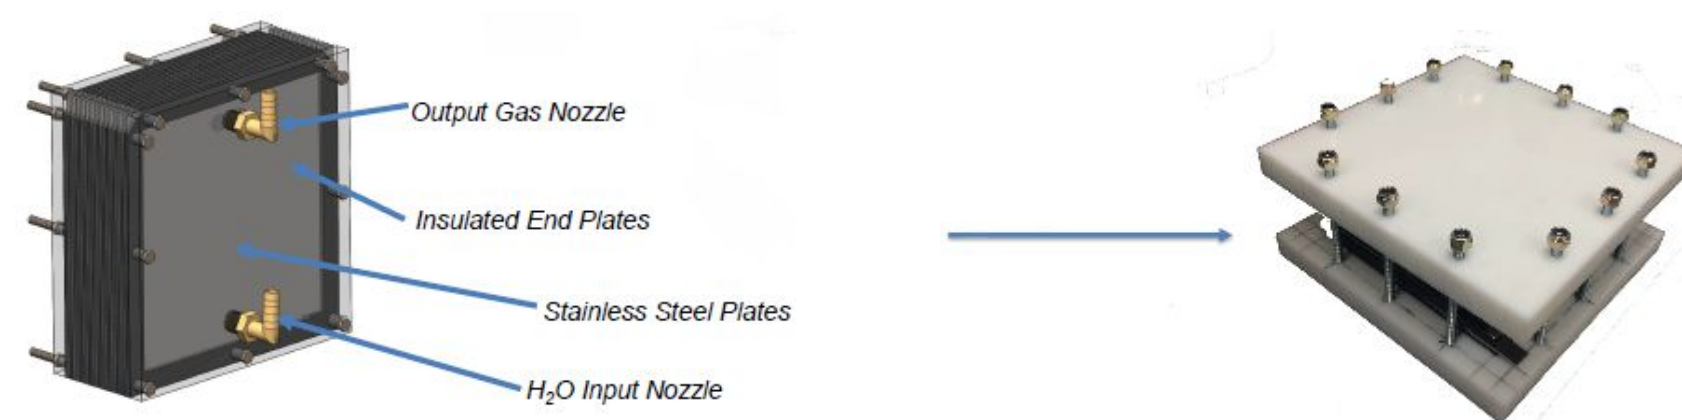 Output Gas Nozzle
Insulated End Plates
Stainless Steel Plates
H₂O Input Nozzle